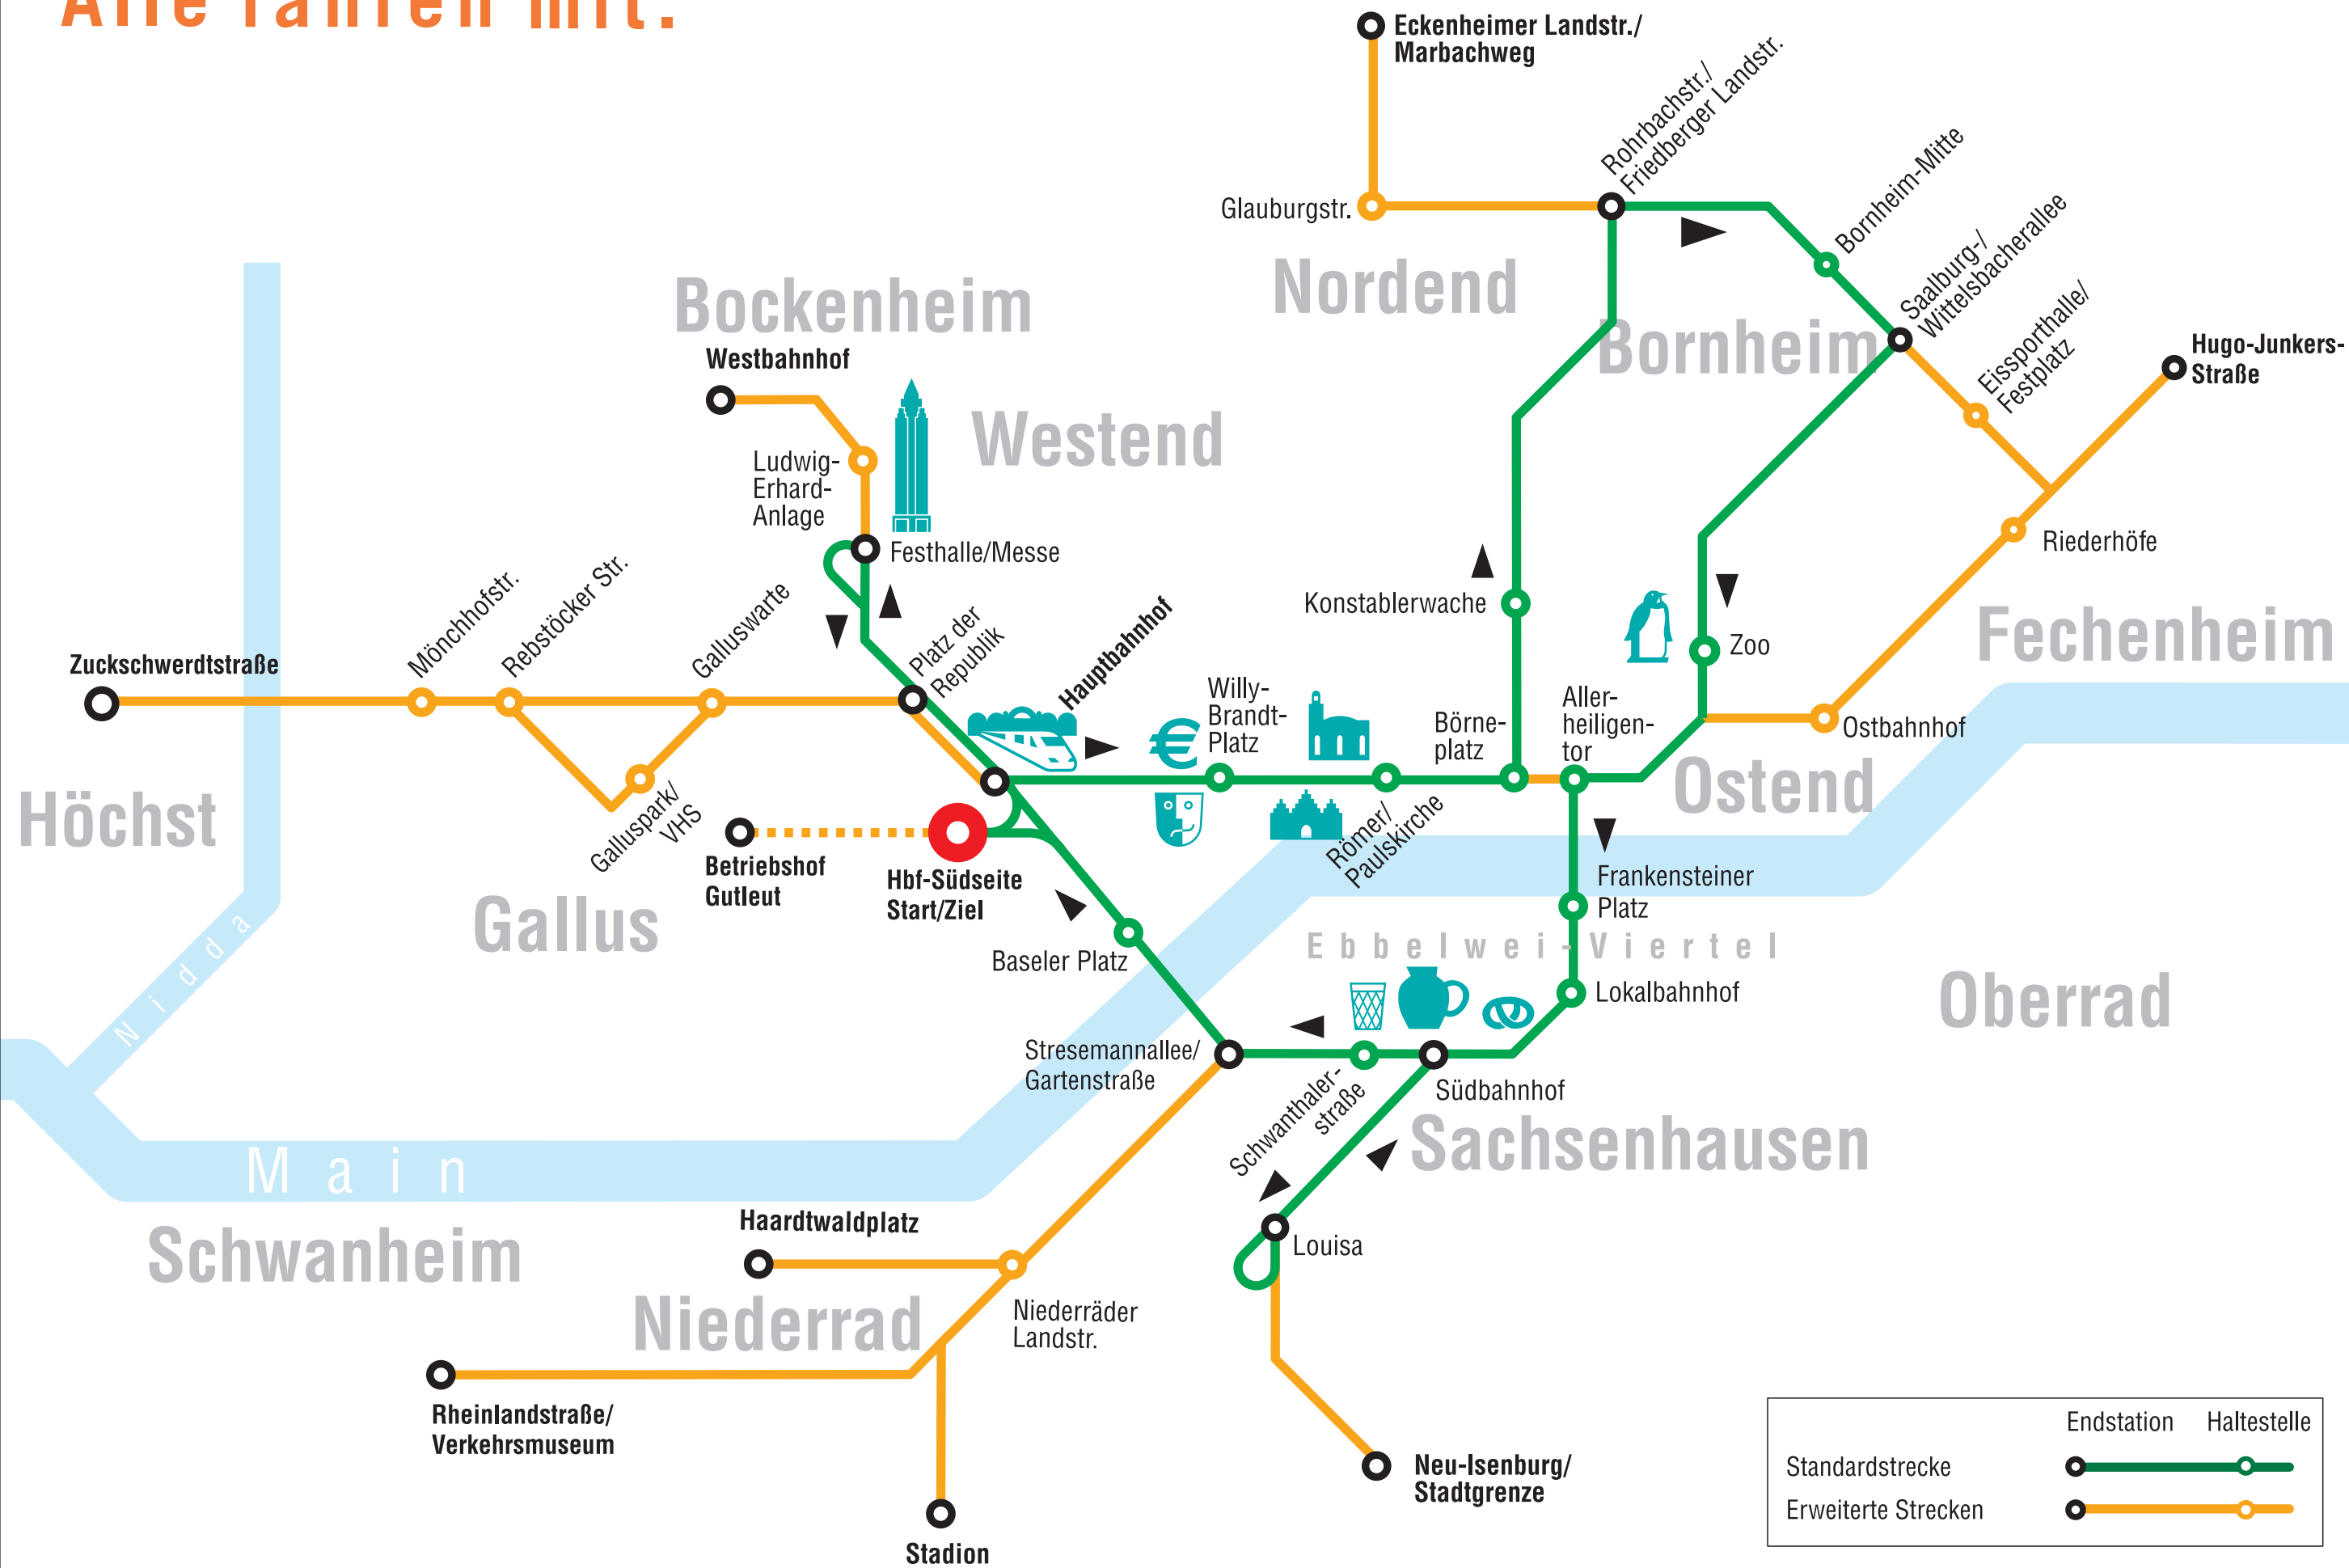 Alle fahren mit.
Eckenheimer Landstr./
Marbachweg
Rohrbachstr./
Friedberger Landstr.
Glauburgstr.
Bornheim-Mitte
Saalburg-/
Wittelsbacherallee
Nordend
Bockenheim
Bornheim
Eissporthalle/
Festplatz
Hugo-Junkers-
Straße
Westbahnhof
Westend
Ludwig-
Erhard-
Anlage
Festhalle/Messe
Riederhöfe
Mönchhofstr.
Rebstöcker Str.
Galluswarte
Platz der
Republik
Hauptbahnhof
Konstablerwache
Zoo
Fechenheim
Zuckschwerdtstraße
Willy-
Brandt-
Platz
Börne-
platz
Aller-
heiligen-
tor
Ostbahnhof
Höchst
Galluspark/
VHS
Ostend
Römer/
Paulskirche
Betriebshof
Gutleut
Hbf-Südseite
Start/Ziel
Frankensteiner
Platz
Gallus
Nidda
Baseler Platz
Ebbelwei-Viertel
Lokalbahnhof
Oberrad
Stresemannallee/
Gartenstraße
Schwanthaler-
straße
Südbahnhof
Sachsenhausen
Main
Haardtwaldplatz
Schwanheim
Louisa
Niederrad
Niederräder
Landstr.
Rheinlandstraße/
Verkehrsmuseum
Neu-Isenburg/
Stadtgrenze
Stadion
Endstation Haltestelle
Standardstrecke
Erweiterte Strecken